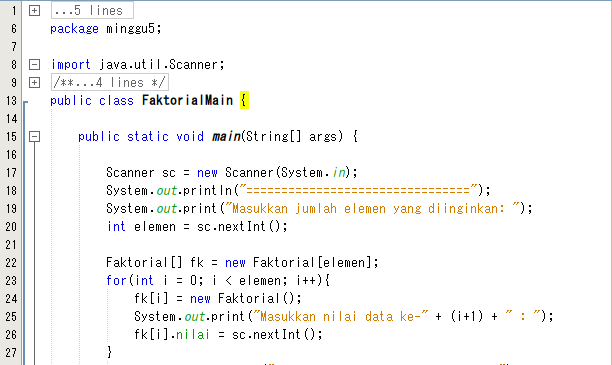 1 ...5 lines
6 package minggu5;
7
8 import java.util.Scanner;
9 /**...4 lines */
13 public class FaktorialMain {
14
15 public static void main(String[] args) {
16
17 Scanner sc = new Scanner(System.in);
18 System.out.println("================================");
19 System.out.print("Masukkan jumlah elemen yang diinginkan: ");
20 int elemen = sc.nextInt();
21
22 Faktorial[] fk = new Faktorial[elemen];
23 for(int i = 0; i < elemen; i++){
24 fk[i] = new Faktorial();
25 System.out.print("Masukkan nilai data ke-" + (i+1) + " : ");
26 fk[i].nilai = sc.nextInt();
27 }